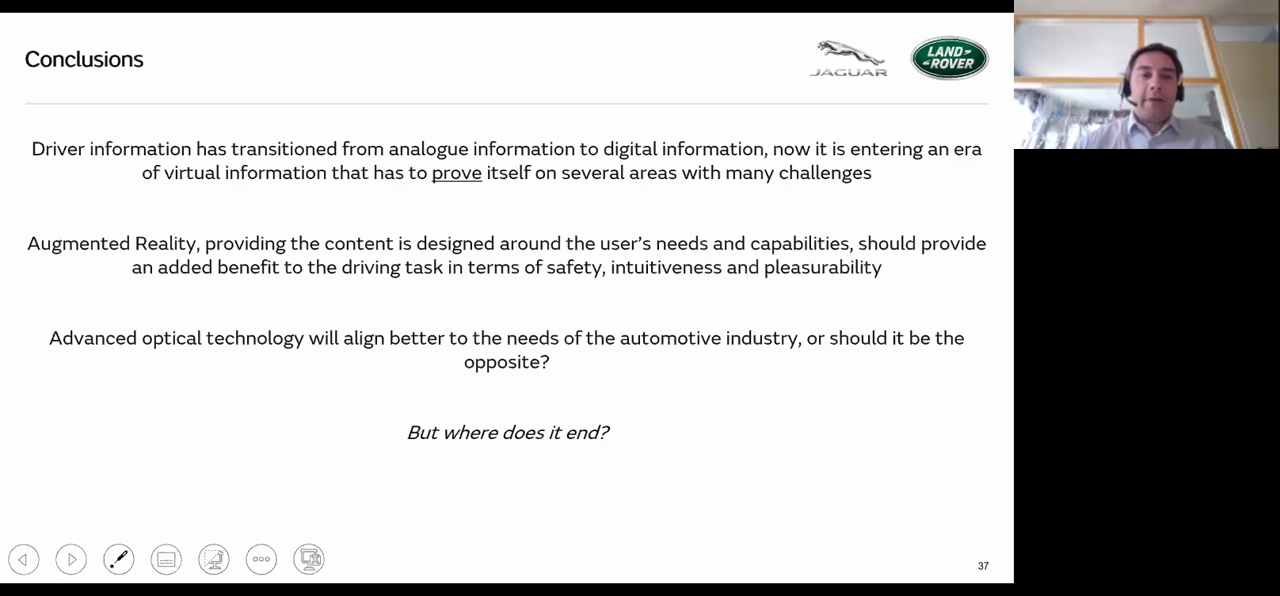 Conclusions
JAGUAR
LAND
ROVER
Driver information has transitioned from analogue information to digital information, now it is entering an era
of virtual information that has to prove itself on several areas with many challenges
Augmented Reality, providing the content is designed around the user's needs and capabilities, should provide
an added benefit to the driving task in terms of safety, intuitiveness and pleasurability
Advanced optical technology will align better to the needs of the automotive industry, or should it be the
opposite?
But where does it end?
37